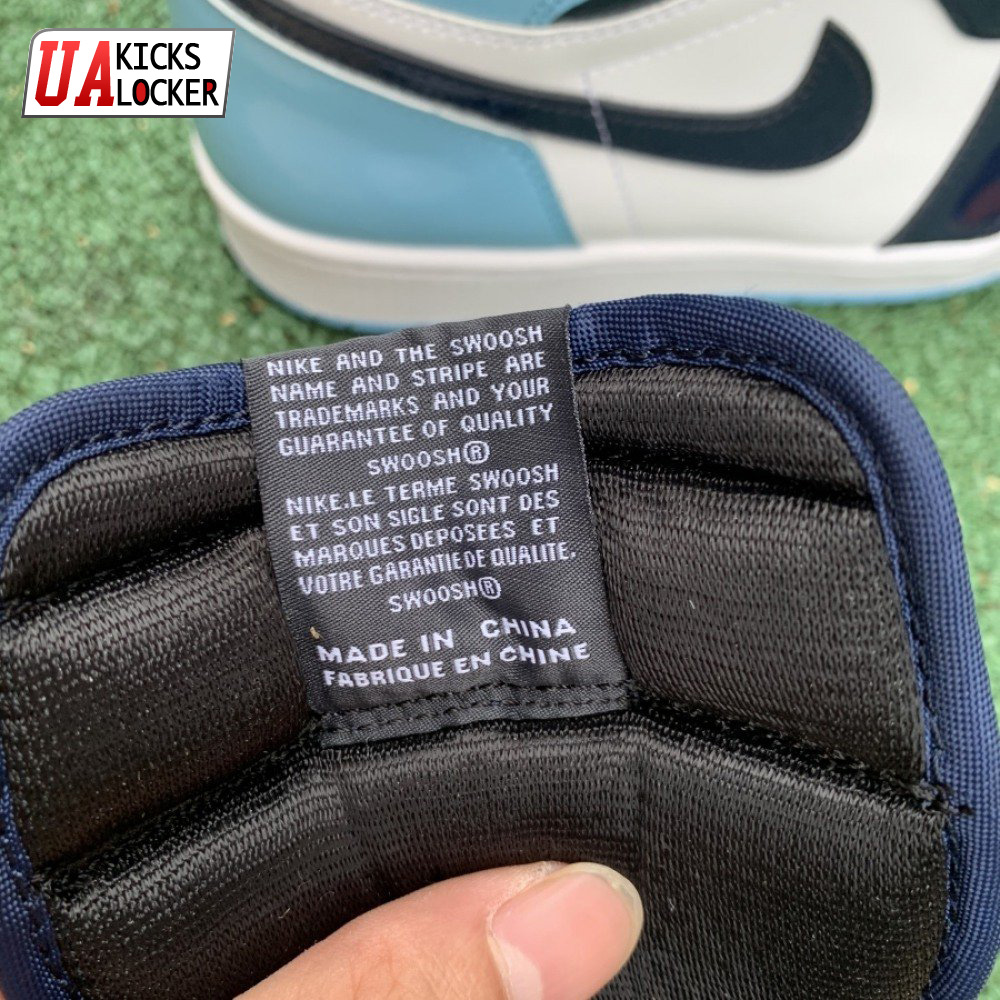 UA KICKS
LOCKER
NIKE AND THE SWOOSH
NAME AND STRIPE ARE
TRADEMARKS AND YOUR
GUARANTEE OF QUALITY
SWOOSH®
NIKE.LE TERME SWOOSH
ET SON SIGLE SONT DES
MARQUES DEPOSEES ET
VOTRE GARANTIE DE QUALITE.
SWOOSH®
MADE IN CHINA
FABRIQUE EN CHINE